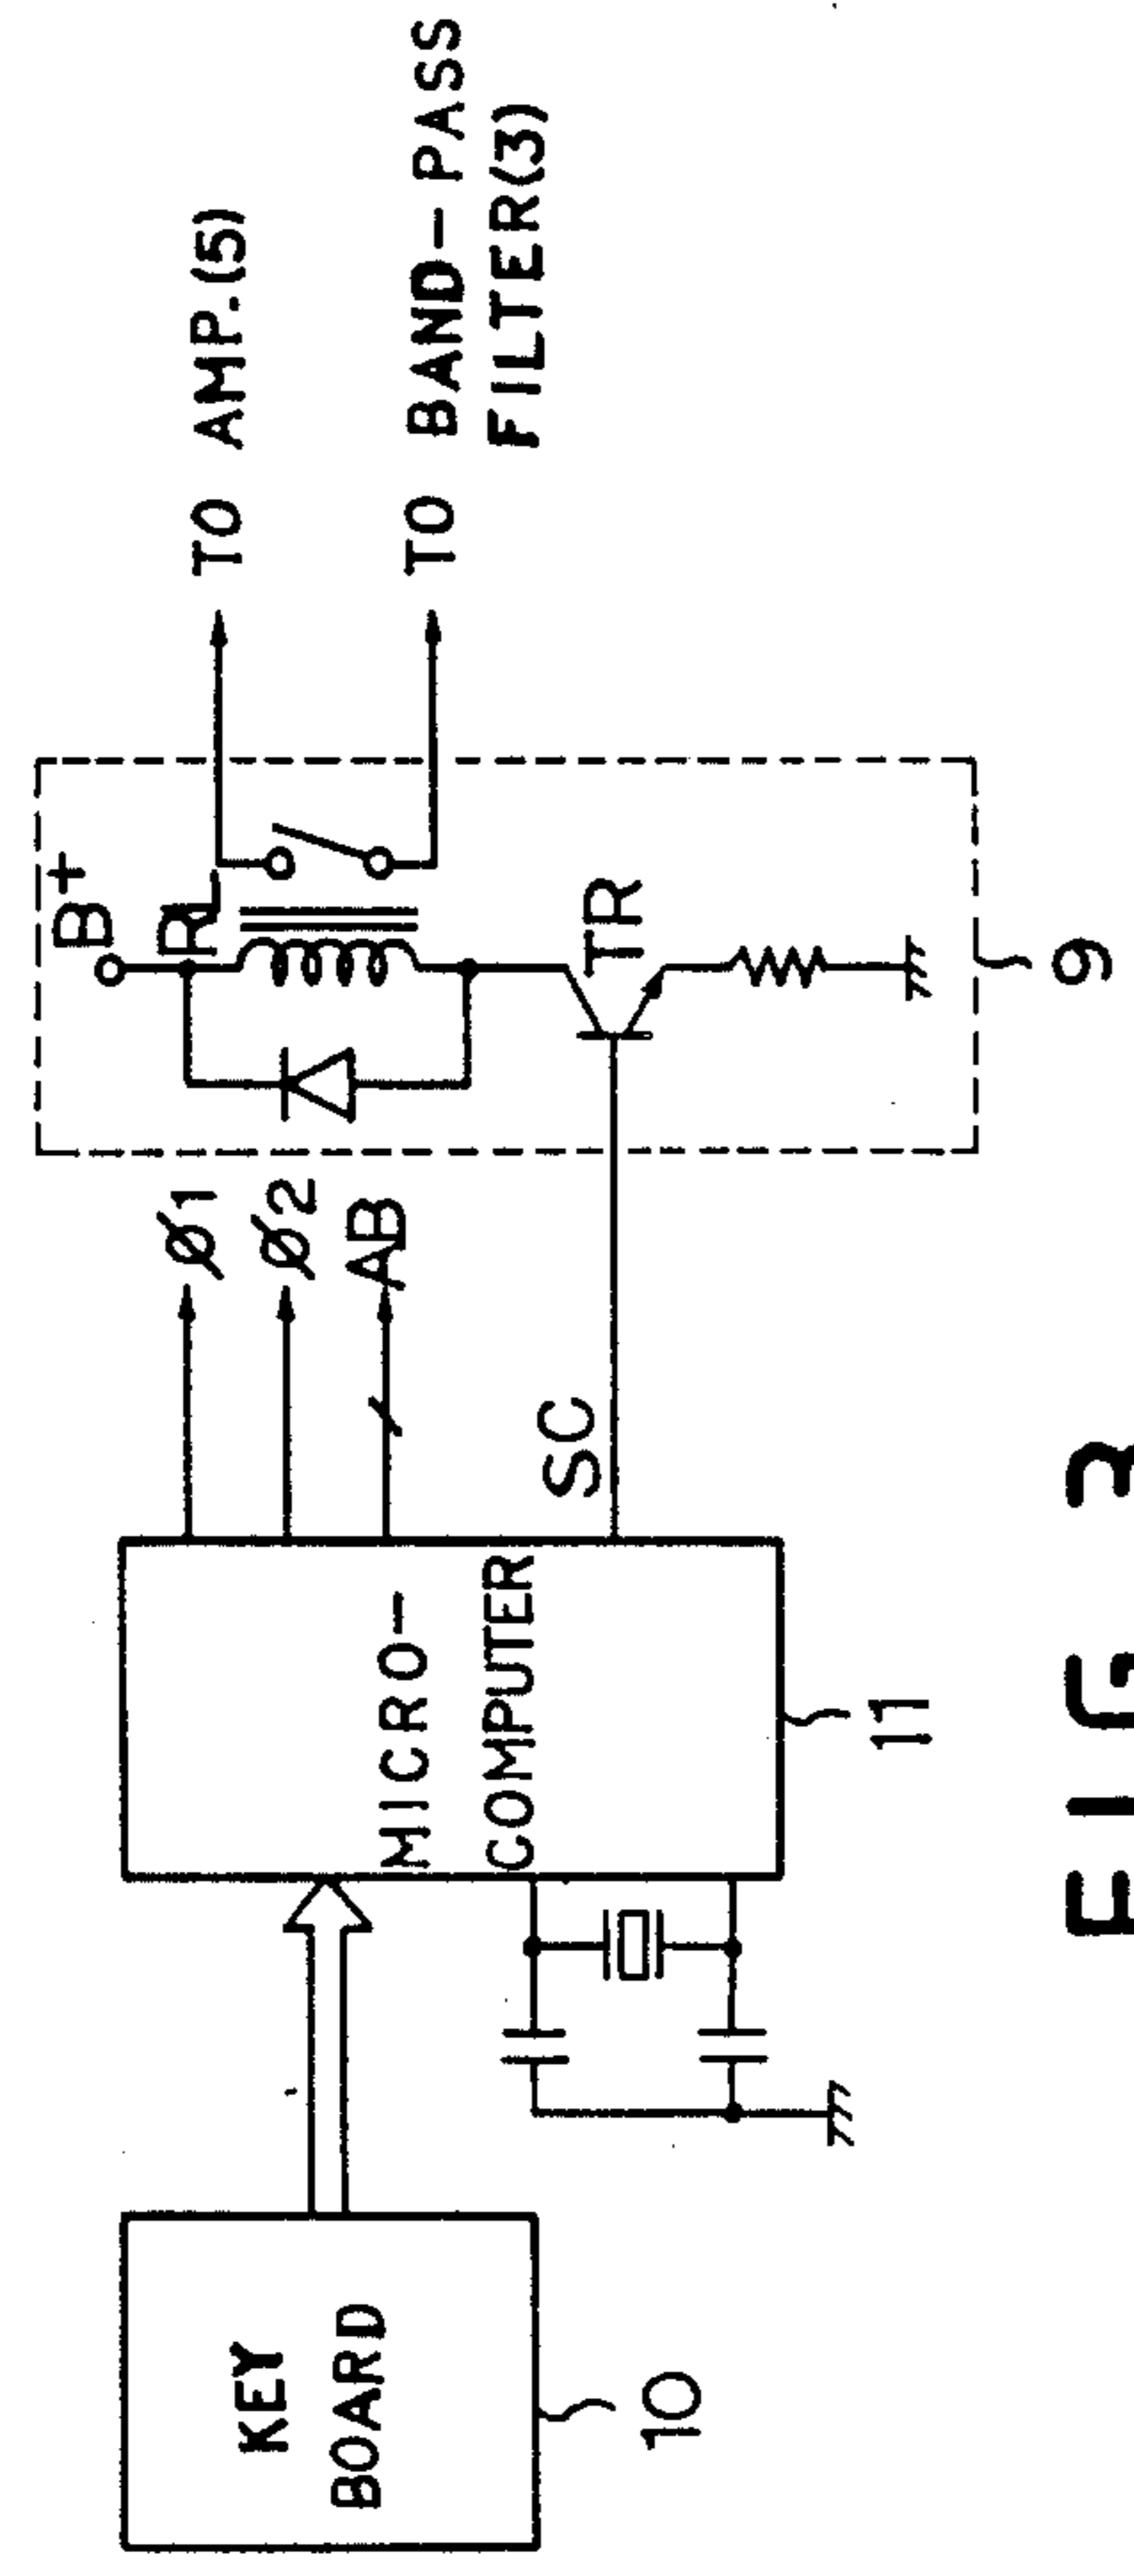 KEY
BOARD
10
MICRO-
COMPUTER
11
Ø1
Ø2
AB
SC
B+
R
TR
9
TO AMP.(5)
TO BAND-PASS
FILTER(3)
FIG 3